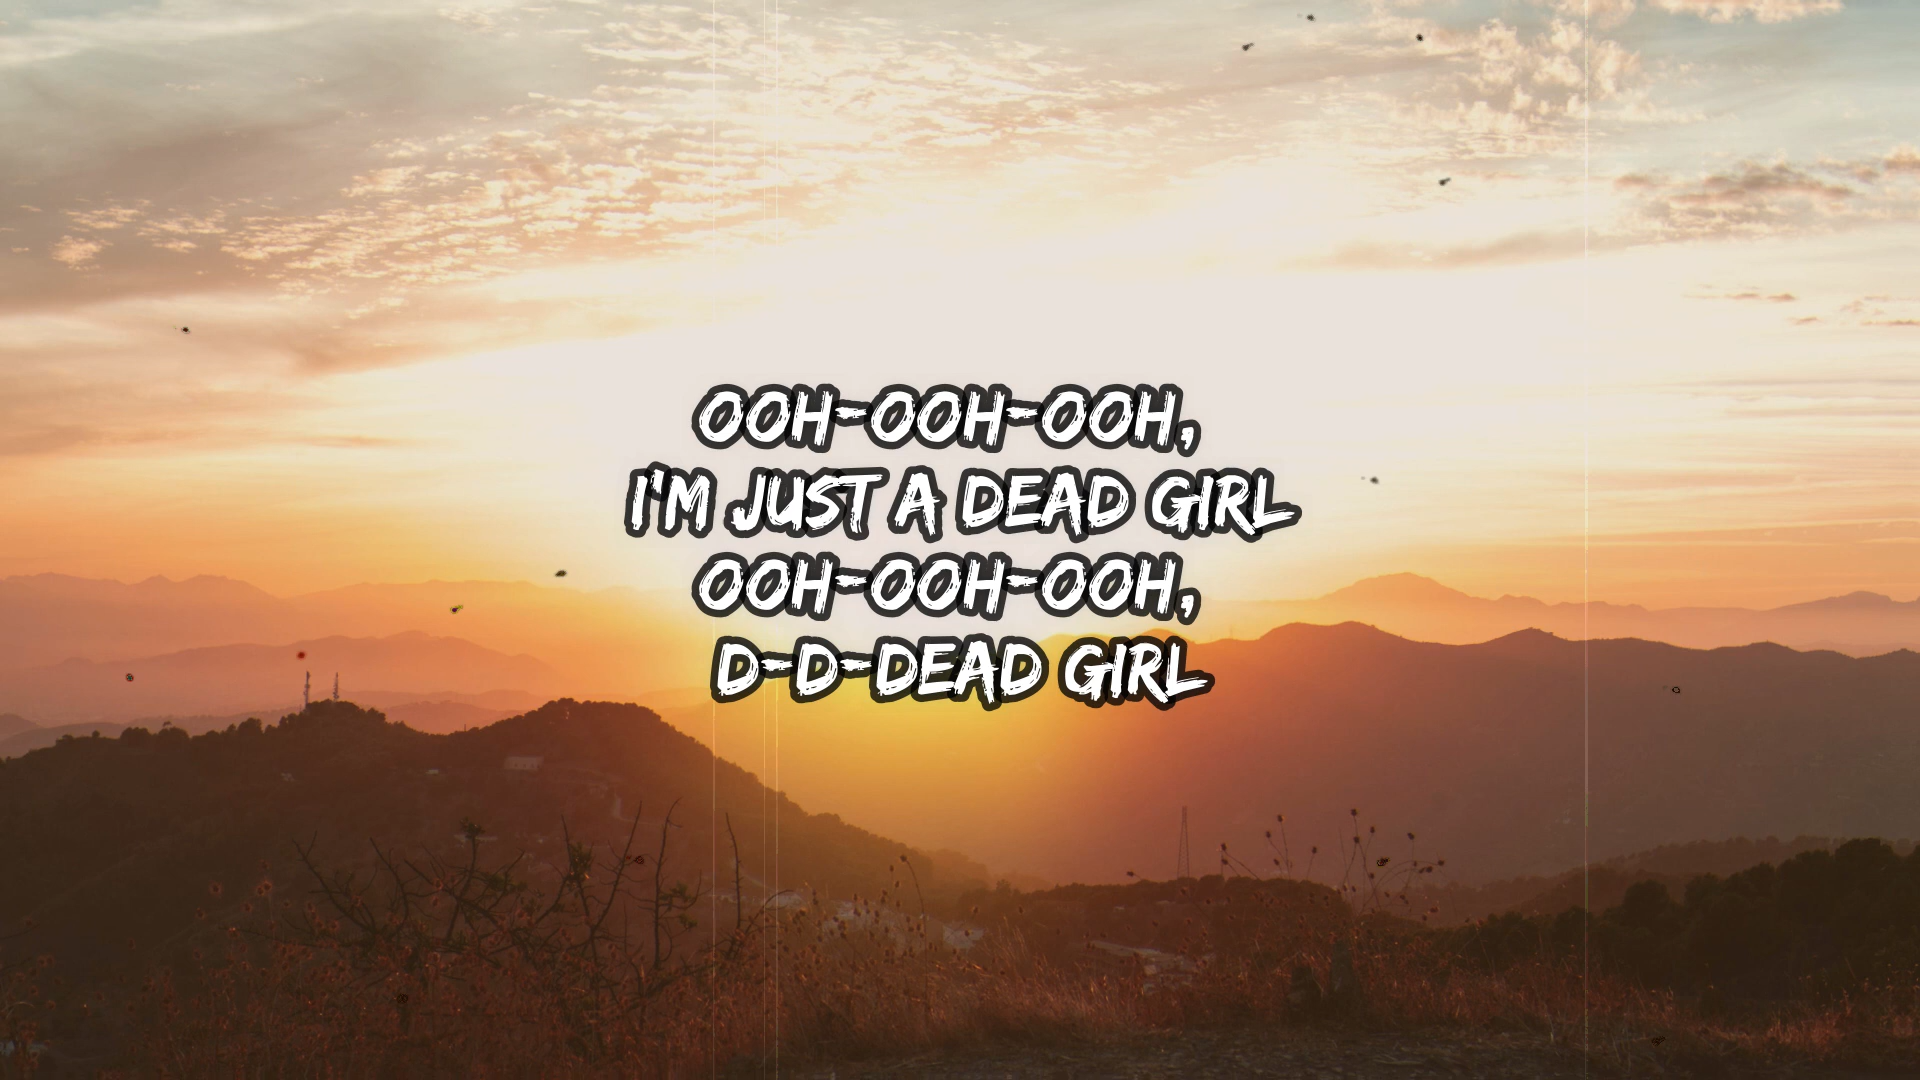 OOH-OOH-OOH,
I'M JUST A DEAD GIRL
OOH-OOH-OOH,
D-D-DEAD GIRL